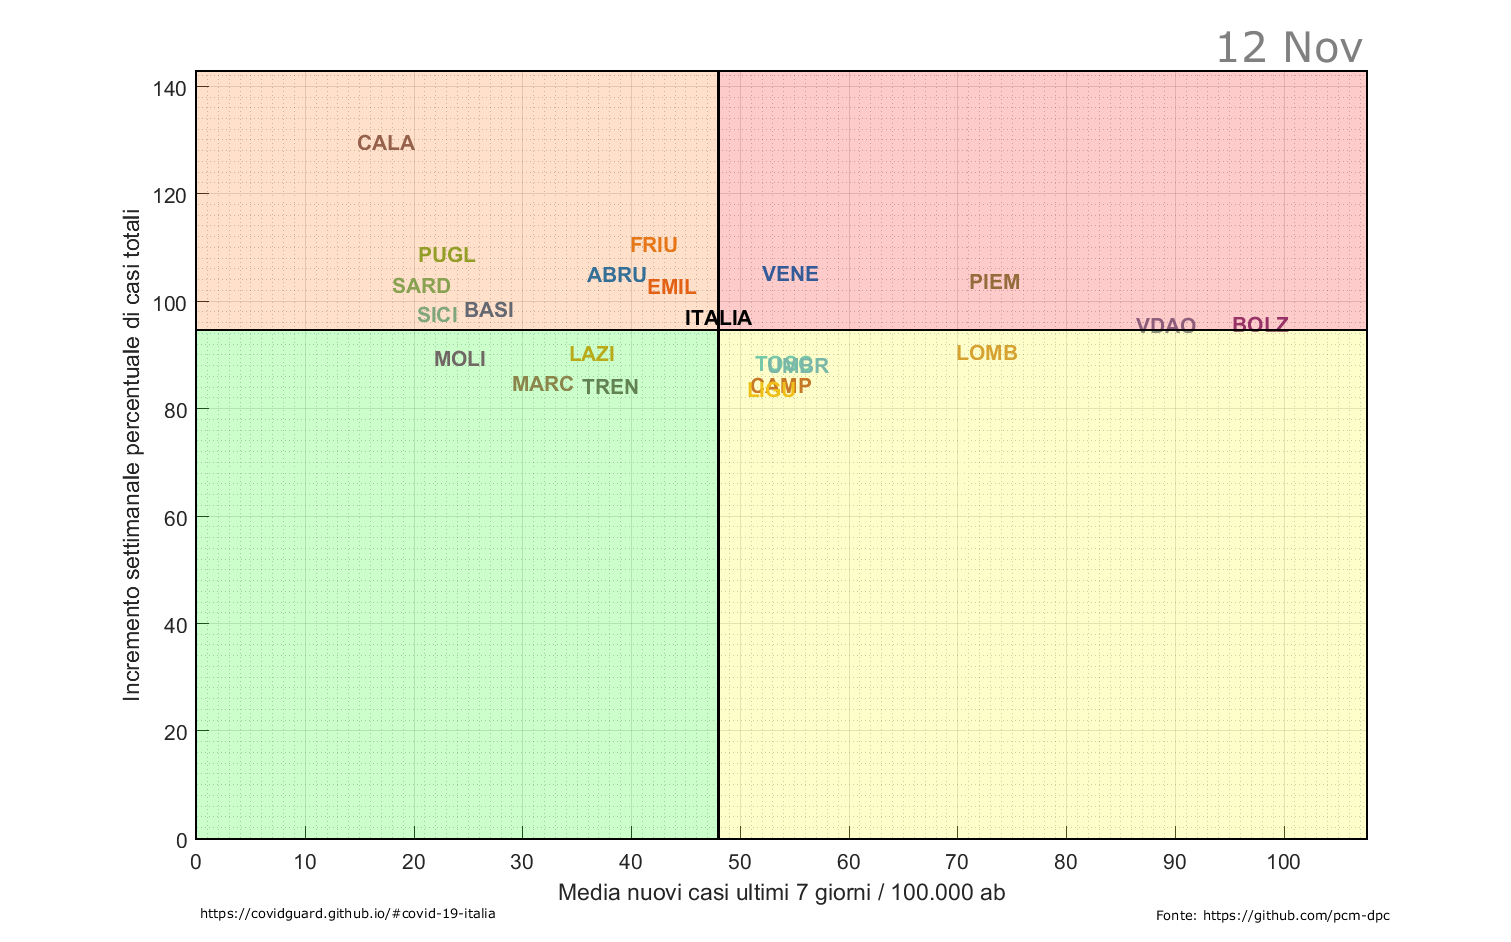 12 Nov
140
CALA
120
FRIU
PUGL
ABRU
VENE
PIEM
SARD
EMIL
100
BASI
SICI
ITALIA
VDAO
BOLZ
LAZI
LOMB
MOLI
TOSC
UMBR
MARC
TREN
CAMP
LIGU
80
60
40
20
0
Incremento settimanale percentuale di casi totali
0 10 20 30 40 50 60 70 80 90 100
Media nuovi casi ultimi 7 giorni / 100.000 ab
https://covidguard.github.io/#covid-19-italia
Fonte: https://github.com/pcm-dpc